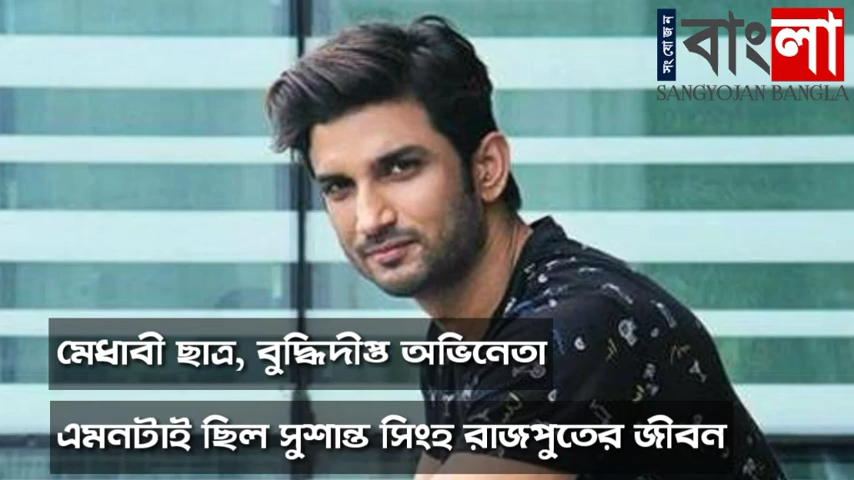 সংযোজন
বাংলা
SANGYOJAN BANGLA
মেধাবী ছাত্র, বুদ্ধিদীপ্ত অভিনেতা
এমনটাই ছিল সুশান্ত সিংহ রাজপুতের জীবন